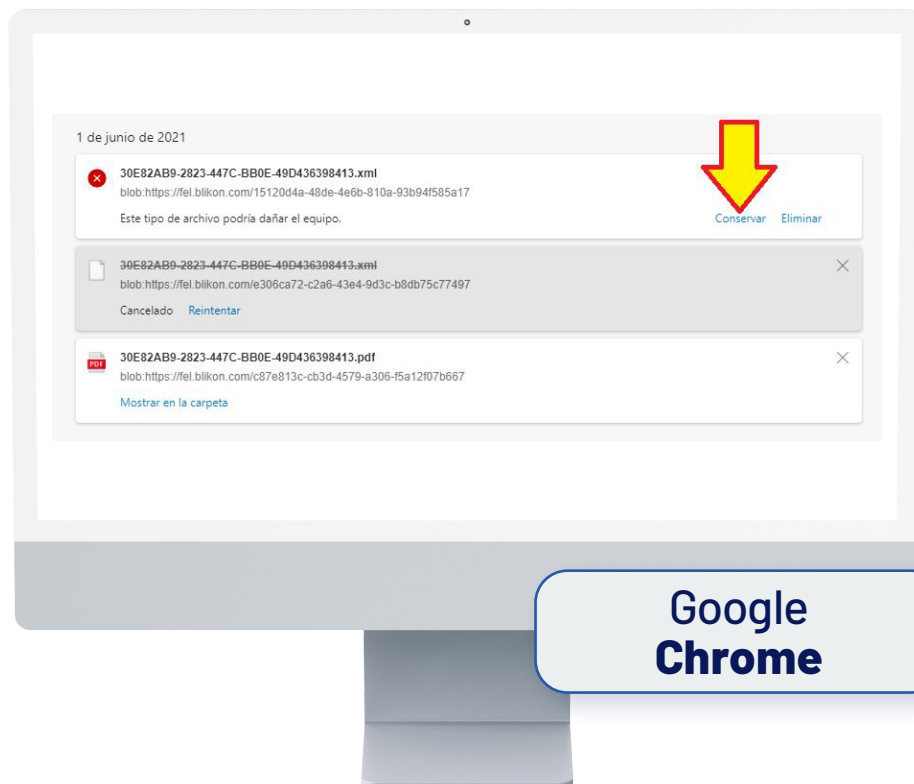 1 de junio de 2021
30E82AB9-2823-447C-BB0E-49D436398413.xml
blob:https://fel.blikon.com/15120d4a-48de-4e6b-810a-93b94f585a17
Este tipo de archivo podría dañar el equipo.
Conservar Eliminar
30E82AB9-2823-447C-BB0E-49D436398413.xml
blob:https://fel.blikon.com/e306ca72-c2a6-43e4-9d3c-b8db75c77497
Cancelado Reintentar
PDF
30E82AB9-2823-447C-BB0E-49D436398413.pdf
blob:https://fel.blikon.com/c87e813c-cb3d-4579-a306-f5a12f07b667
Mostrar en la carpeta
Google
Chrome